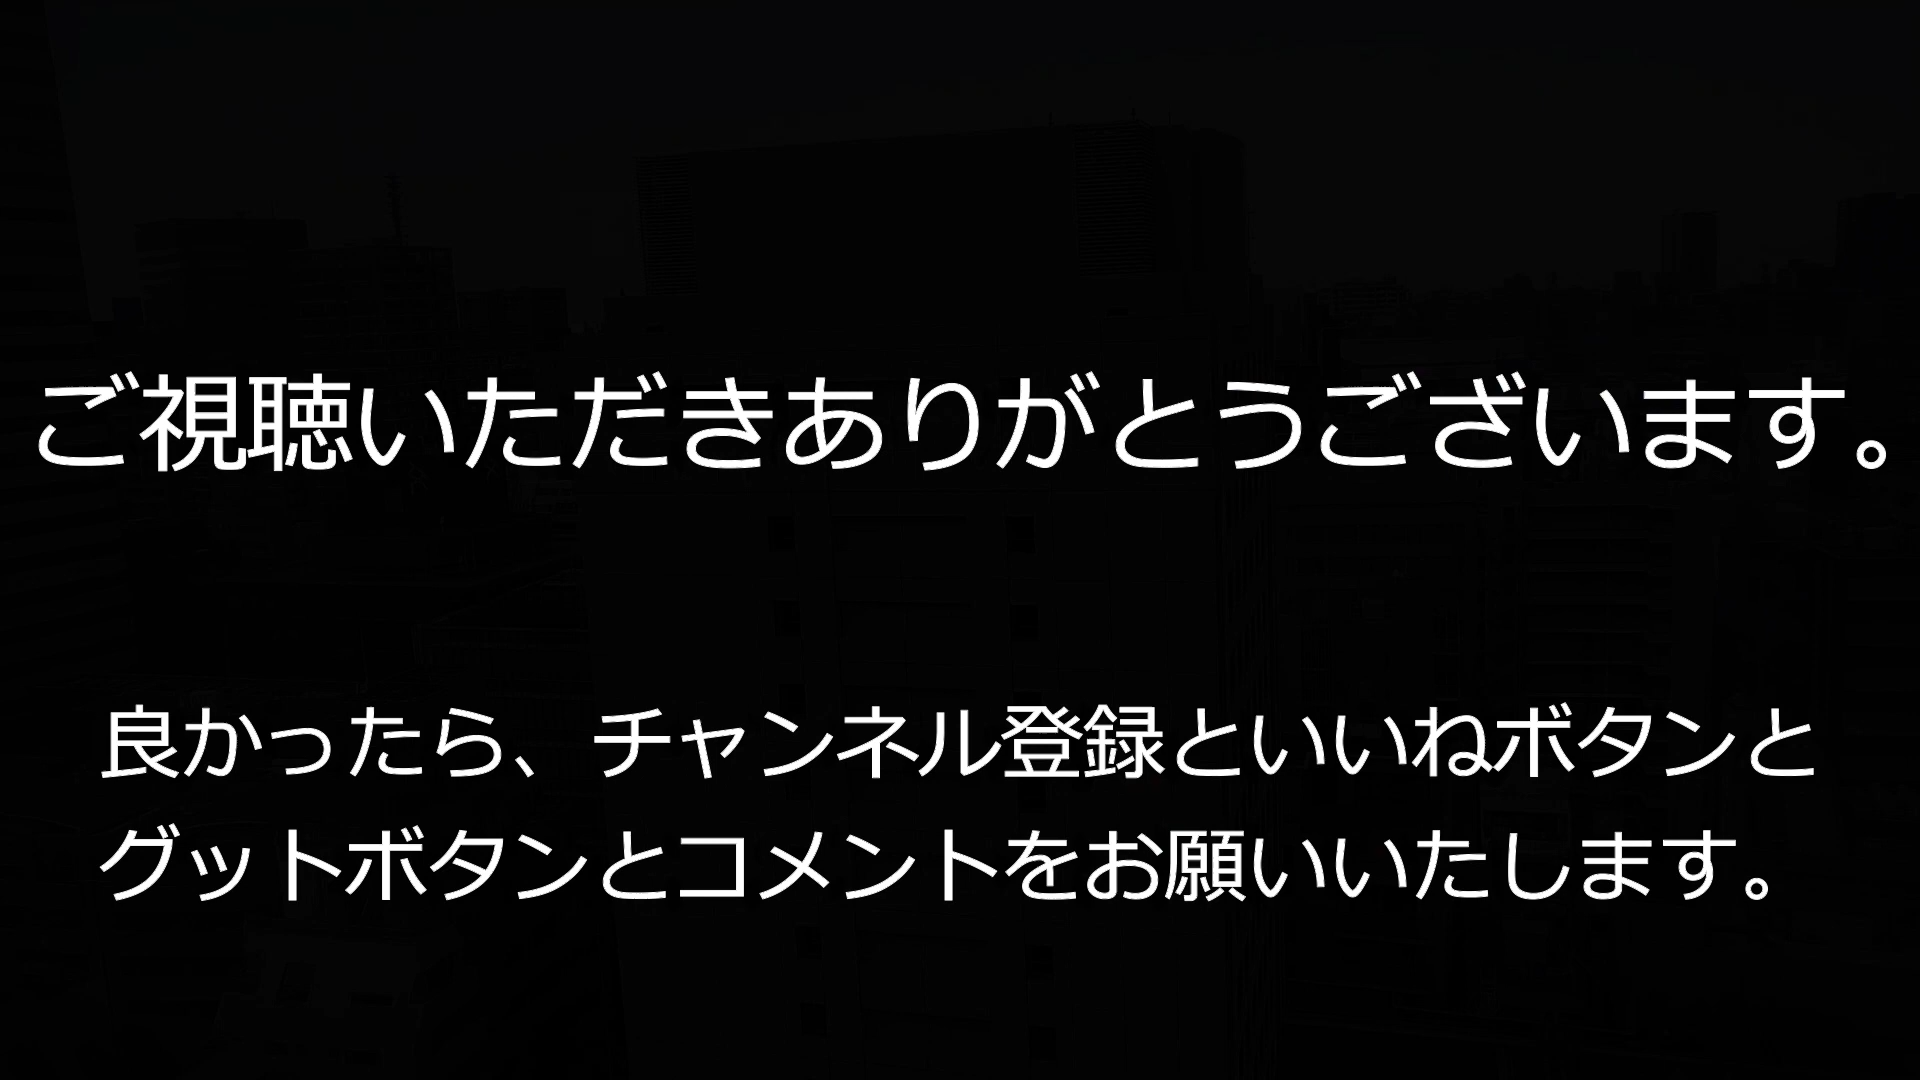 ご視聴いただきありがとうございます。
良かったら、チャンネル登録といいねボタンと
グットボタンとコメントをお願いいたします。